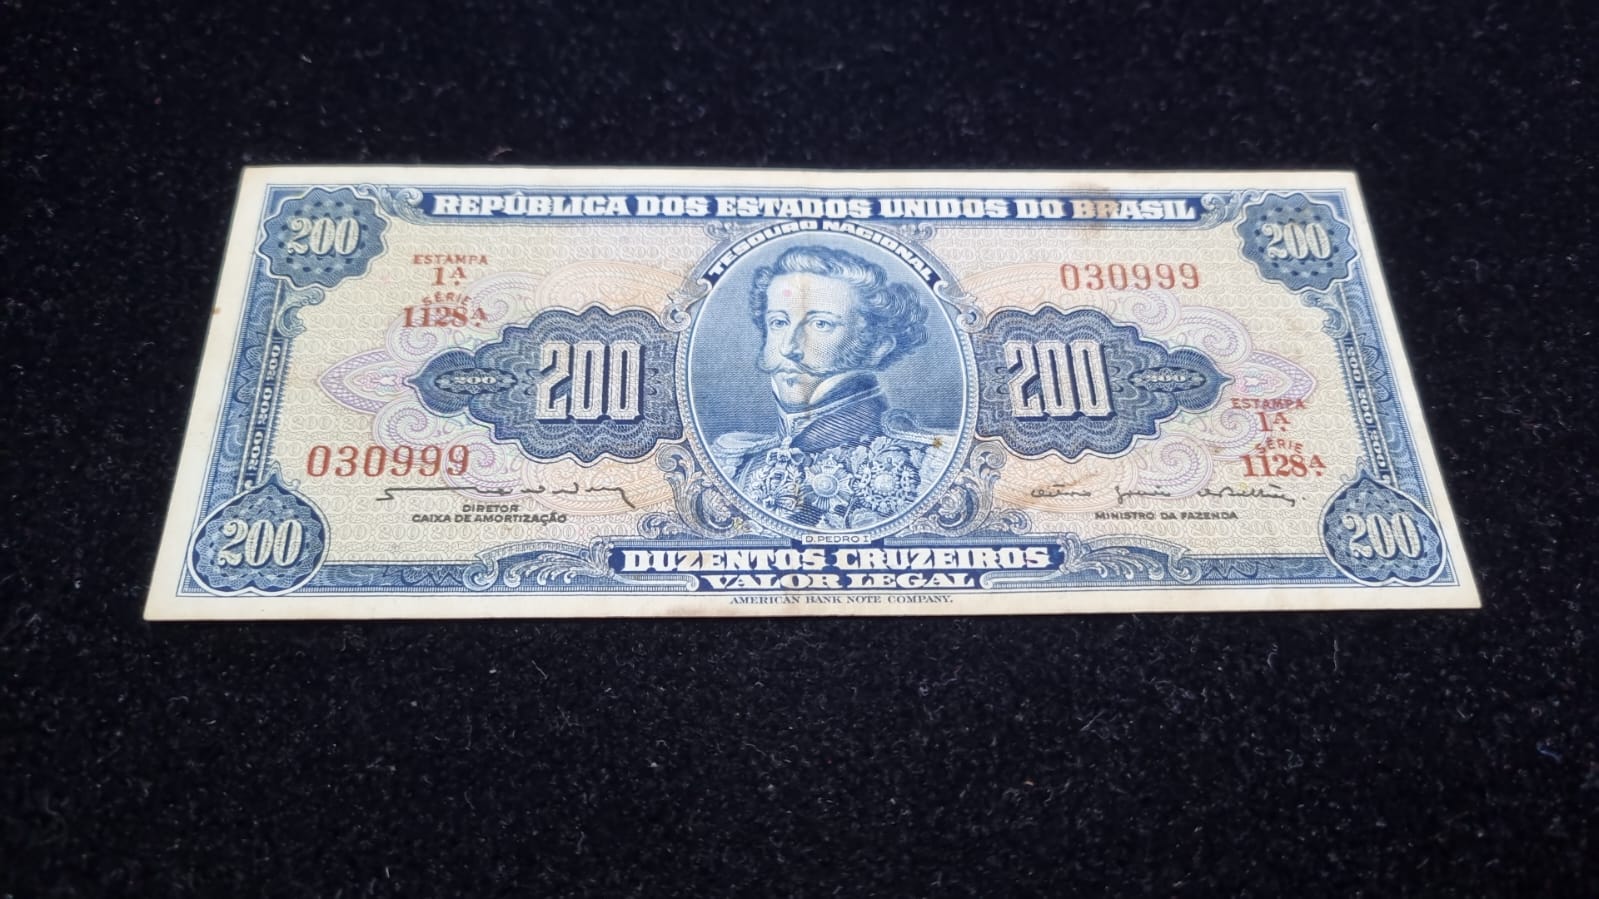 REPÚBLICA DOS ESTADOS UNIDOS DO BRASIL
TESOURO NACIONAL
200
200
ESTAMPA
1ª
SÉRIE
1128ª
030999
200
200
200
200
030999
ESTAMPA
1ª
SÉRIE
1128ª
DIRETOR
CAIXA DE AMORTIZAÇÃO
MINISTRO DA FAZENDA
D. PEDRO I
200
200
DUZENTOS CRUZEIROS
VALOR LEGAL
AMERICAN BANK NOTE COMPANY.